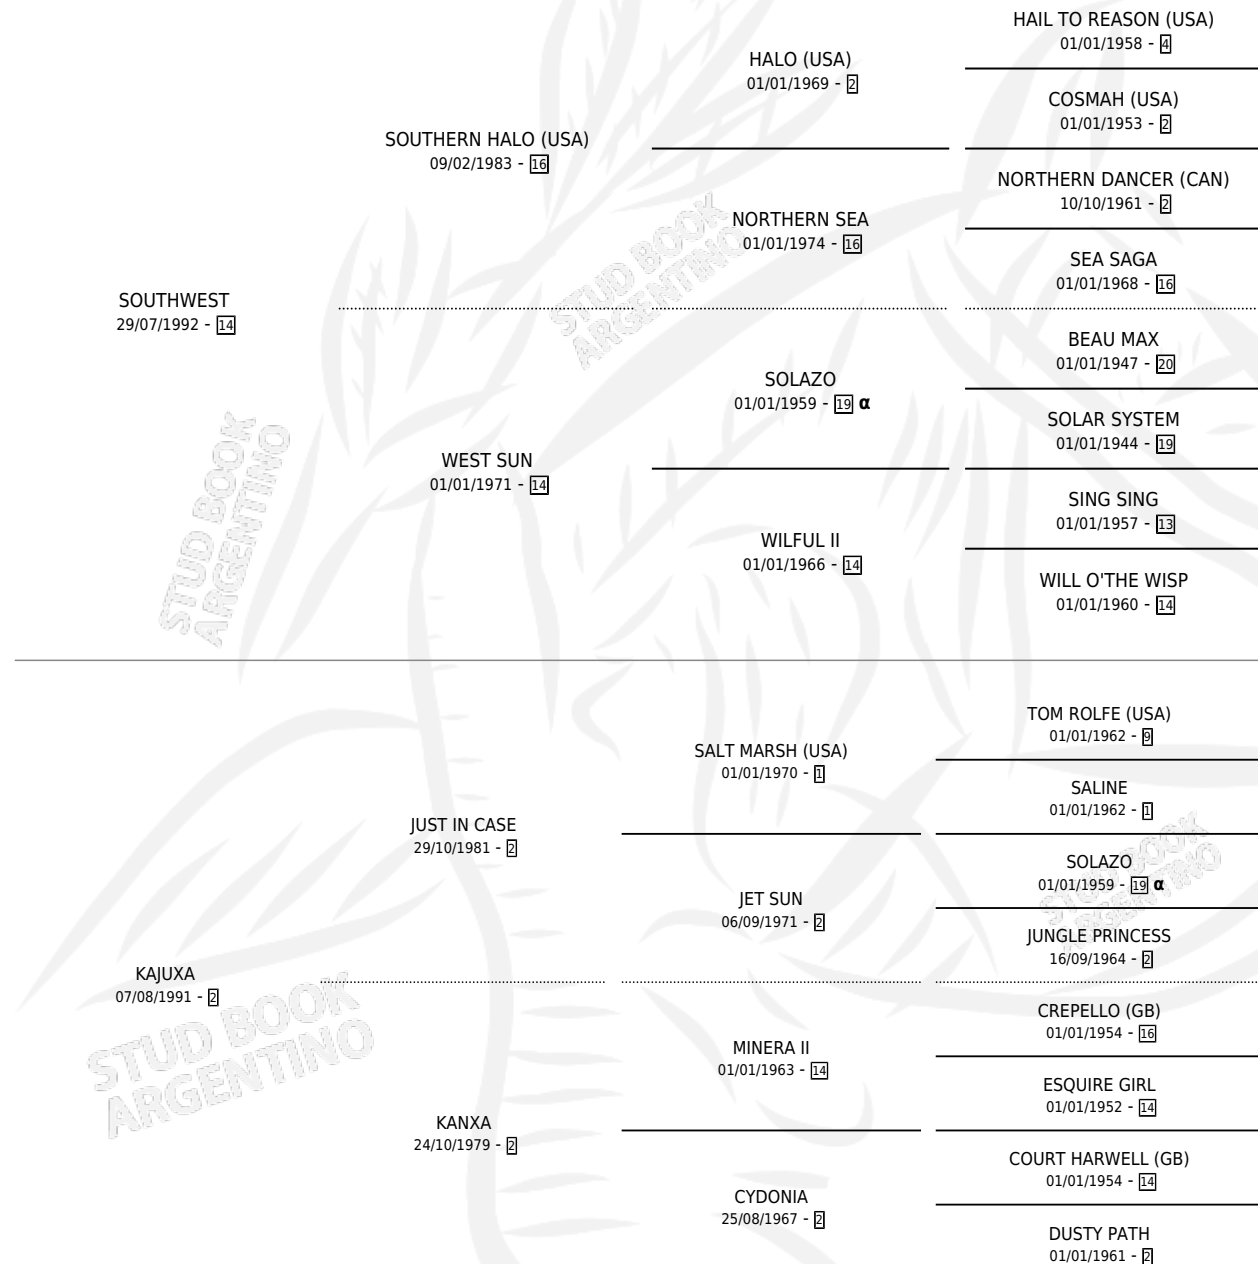 HAIL TO REASON (USA)
01/01/1958 - 4
HALO (USA)
01/01/1969 - 2
COSMAH (USA)
01/01/1953 - 2
SOUTHERN HALO (USA)
09/02/1983 - 16
NORTHERN DANCER (CAN)
10/10/1961 - 2
NORTHERN SEA
01/01/1974 - 16
SEA SAGA
01/01/1968 - 16
STUD BOOK
ARGENTINO
SOUTHWEST
29/07/1992 - 14
BEAU MAX
01/01/1947 - 20
SOLAZO
01/01/1959 - 19 α
SOLAR SYSTEM
01/01/1944 - 19
WEST SUN
01/01/1971 - 14
SING SING
01/01/1957 - 13
WILFUL II
01/01/1966 - 14
WILL O'THE WISP
01/01/1960 - 14
STUD BOOK
ARGENTINO
TOM ROLFE (USA)
01/01/1962 - 9
SALT MARSH (USA)
01/01/1970 - 1
SALINE
01/01/1962 - 1
JUST IN CASE
29/10/1981 - 2
SOLAZO
01/01/1959 - 19 α
STUD BOOK
ARGENTINO
JET SUN
06/09/1971 - 2
JUNGLE PRINCESS
16/09/1964 - 2
KAJUXA
07/08/1991 - 2
STUD BOOK
ARGENTINO
CREPELLO (GB)
01/01/1954 - 16
MINERA II
01/01/1963 - 14
ESQUIRE GIRL
01/01/1952 - 14
KANXA
24/10/1979 - 2
COURT HARWELL (GB)
01/01/1954 - 14
CYDONIA
25/08/1967 - 2
DUSTY PATH
01/01/1961 - 2